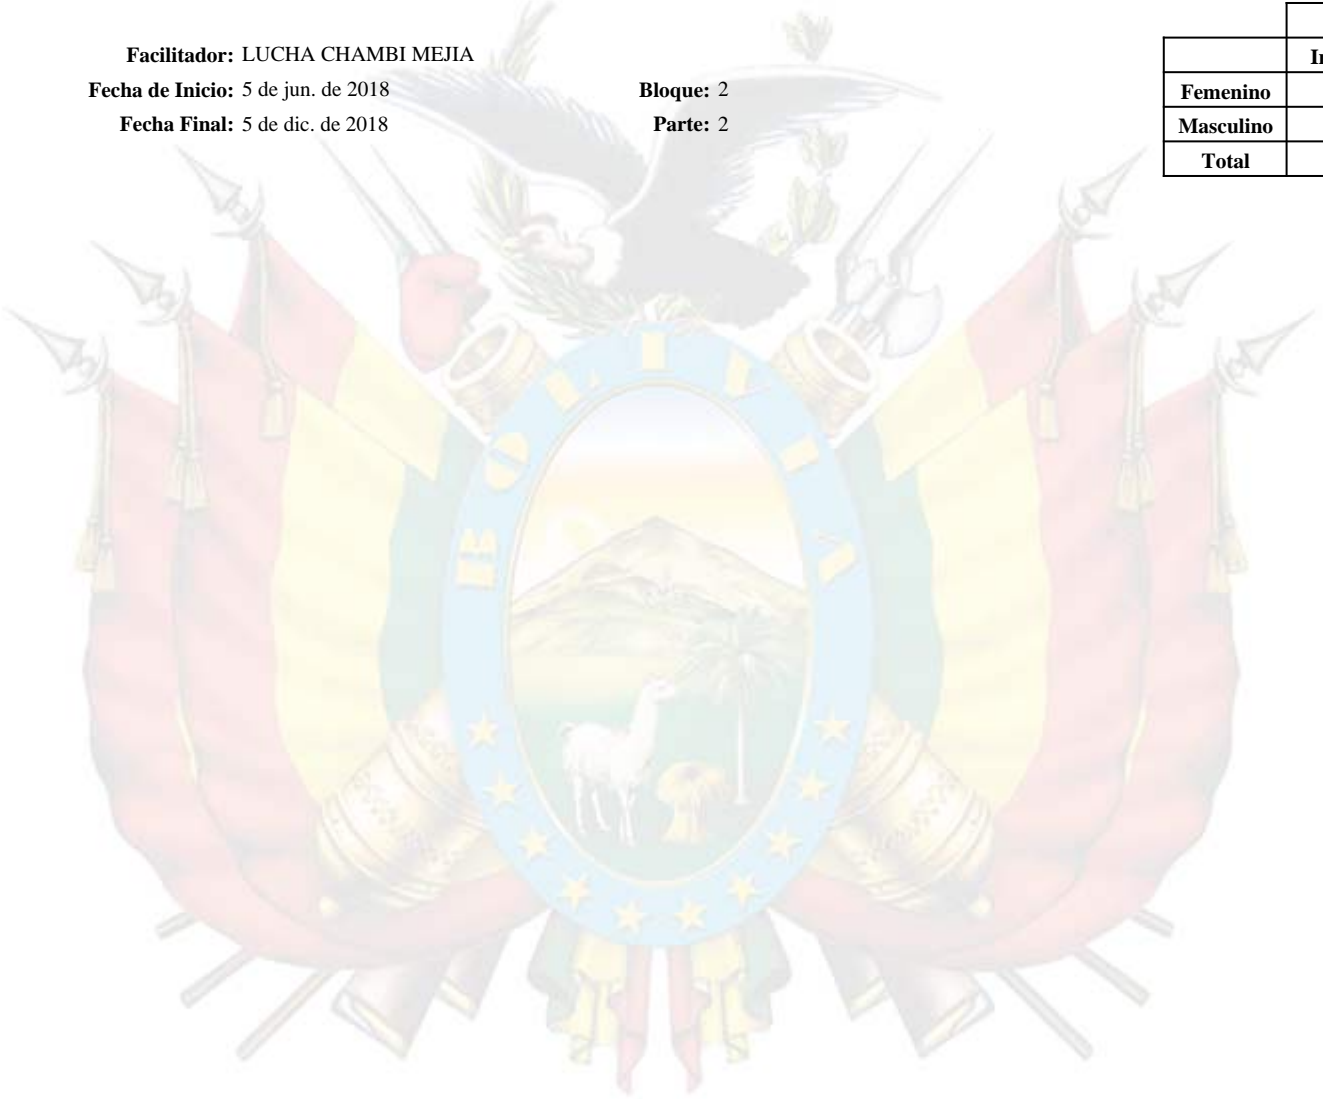 Facilitador: LUCHA CHAMBI MEJIA
Fecha de Inicio: 5 de jun. de 2018 Bloque: 2
Fecha Final: 5 de dic. de 2018 Parte: 2
Femenino
Masculino
Total
BOLIVIA